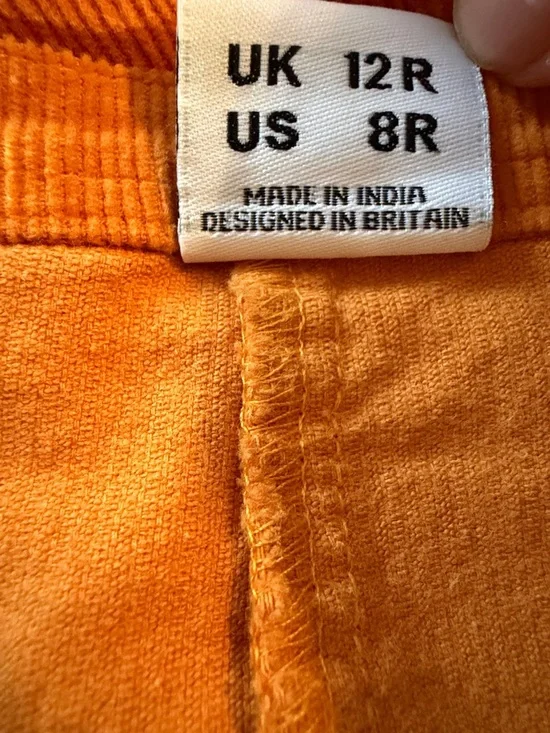 UK 12R
US 8R
MADE IN INDIA
DESIGNED IN BRITAIN